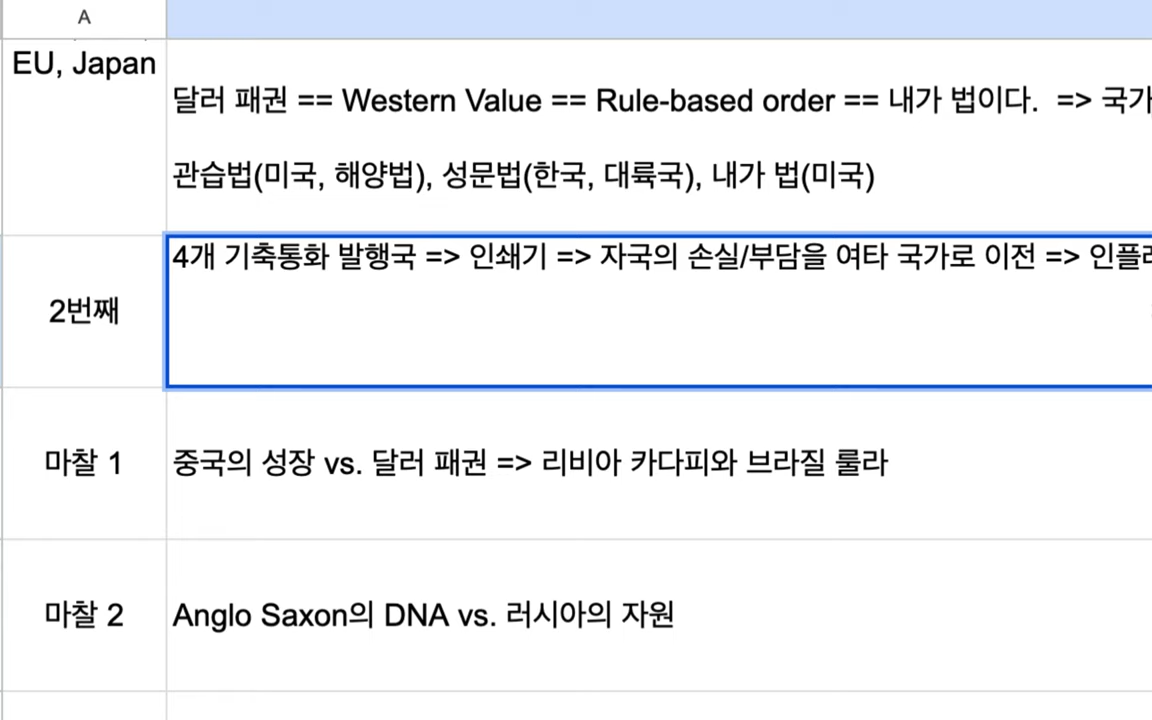 A
EU, Japan
달러 패권 == Western Value == Rule-based order == 내가 법이다. => 국가
관습법(미국, 해양법), 성문법(한국, 대륙국), 내가 법(미국)
4개 기축통화 발행국 => 인쇄기 => 자국의 손실/부담을 여타 국가로 이전 => 인플레
2번째
마찰 1
중국의 성장 vs. 달러 패권 => 리비아 카다피와 브라질 룰라
마찰 2
Anglo Saxon의 DNA vs. 러시아의 자원